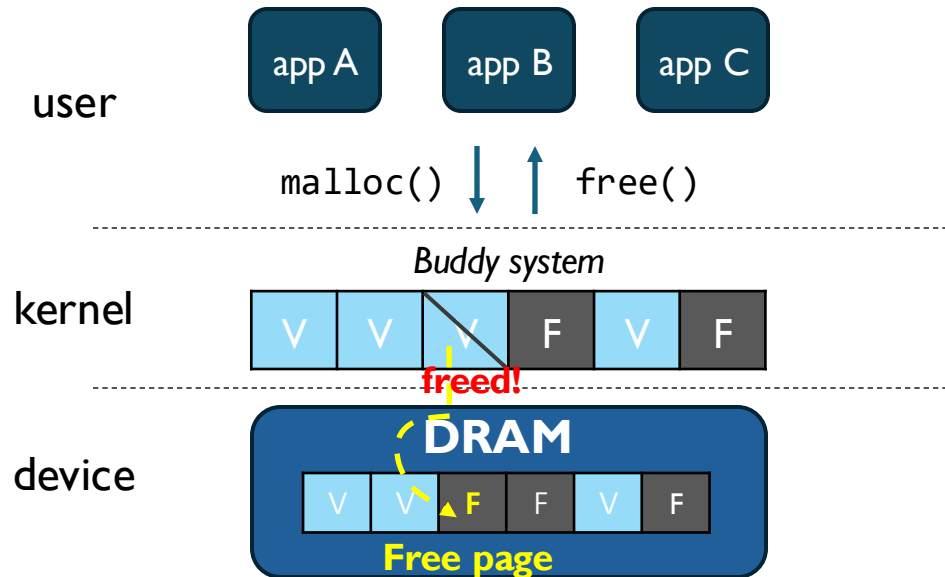 app A
app B
app C
user
malloc()
free()
Buddy system
kernel
V V V F V F
freed!
DRAM
device
V V F F V F
Free page